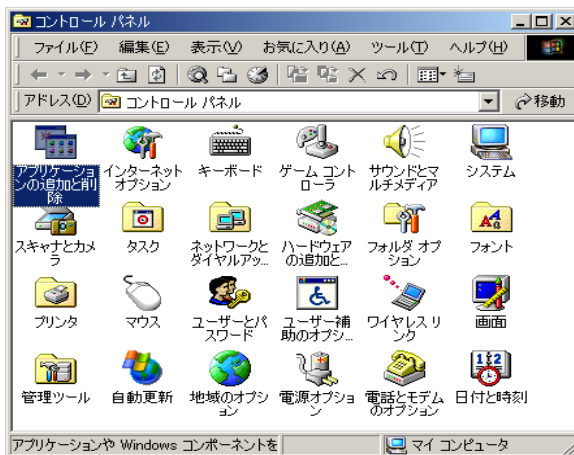 コントロール パネル
ファイル(F) 編集(E) 表示(V) お気に入り(A) ツール(T) ヘルプ(H)
アドレス(D) コントロール パネル 移動
アプリケーションの追加と削除
インターネット
オプション
キーボード
ゲーム コント
ローラ
サウンドとマ
ルチメディア
システム
スキャナとカメ
ラ
タスク
ネットワークと
ダイヤルアッ...
ハードウェア
の追加と...
フォルダ オプ
ション
フォント
プリンタ
マウス
ユーザーとパ
スワード
ユーザー補
助のオプシ...
ワイヤレス リ
ンク
画面
管理ツール
自動更新
地域のオプシ
ョン
電源オプショ
ン
電話とモデム
のオプション
日付と時刻
アプリケーションや Windows コンポーネントを マイ コンピュータ